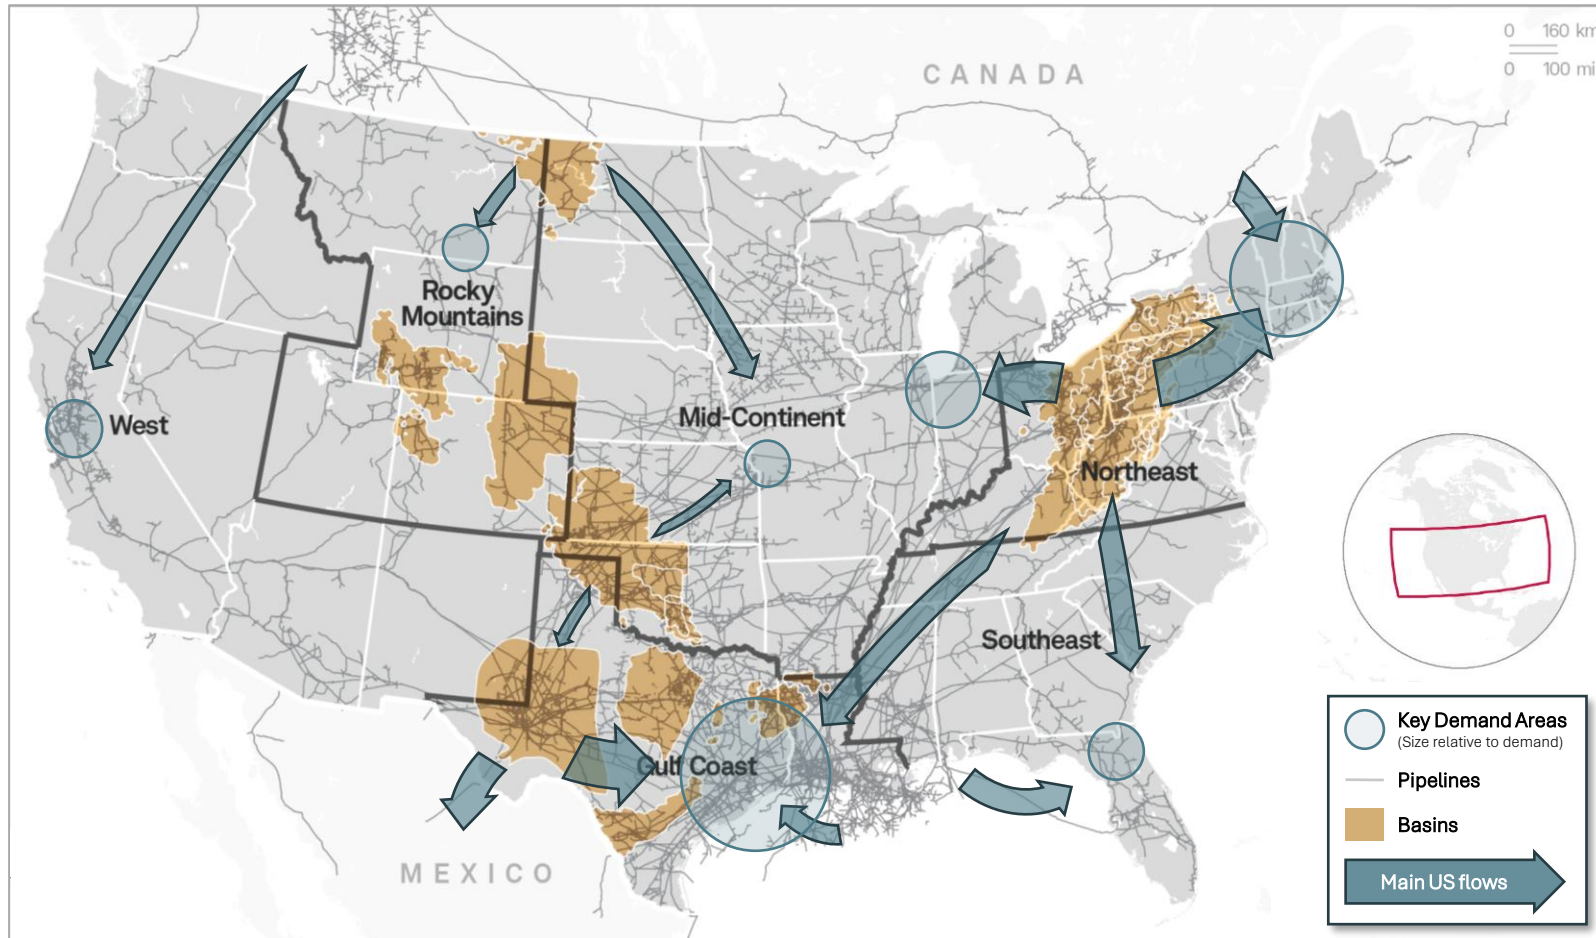 0 160 km
0 100 mi
CANADA
Rocky
Mountains
West
Mid-Continent
Northeast
Southeast
Gulf Coast
MEXICO
Key Demand Areas
(Size relative to demand)
Pipelines
Basins
Main US flows